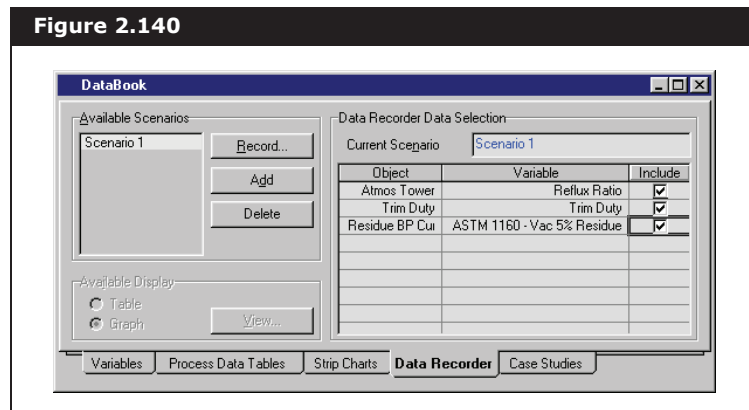 Figure 2.140
DataBook
Available Scenarios
Scenario 1
Record...
Add
Delete
Available Display
Table
Graph
View...
Data Recorder Data Selection
Current Scenario
Scenario 1
Object Variable Include
Atmos Tower Reflux Ratio
Trim Duty Trim Duty
Residue BP Cui ASTM 1160 - Vac 5% Residue
Variables Process Data Tables Strip Charts Data Recorder Case Studies